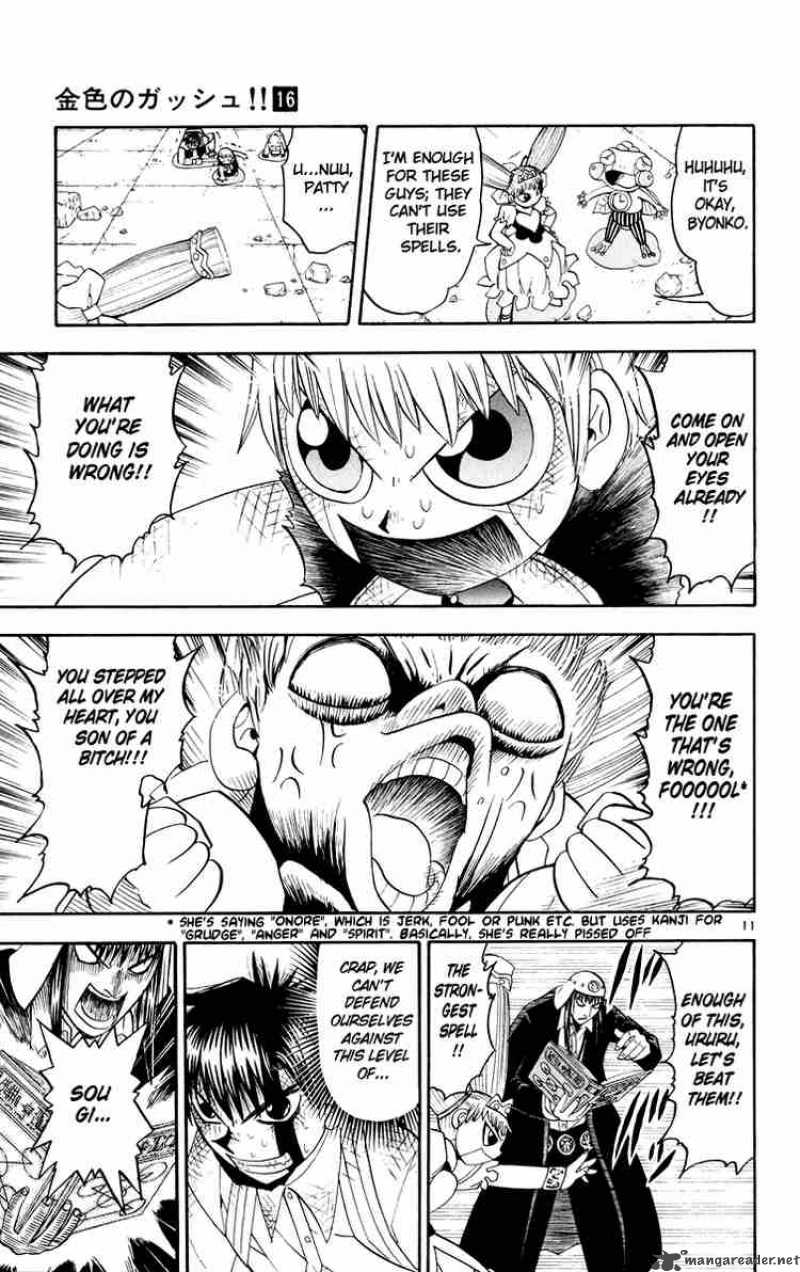 金色のガッシュ!! 16
HUHUHU,
IT'S
OKAY,
BYONKO.
I'M ENOUGH
FOR THESE
GUYS; THEY
CAN'T USE
THEIR
SPELLS.
U...NUU,
PATTY
...
COME ON
AND OPEN
YOUR
EYES
ALREADY
!!
WHAT
YOU'RE
DOING IS
WRONG!!
YOU'RE
THE ONE
THAT'S
WRONG,
FOOOOOL*
!!!
YOU STEPPED
ALL OVER MY
HEART, YOU
SON OF A
BITCH!!!
* SHE'S SAYING "ONORE", WHICH IS JERK, FOOL OR PUNK ETC. BUT USES KANJI FOR
"GRUDGE", "ANGER" AND "SPIRIT". BASICALLY, SHE'S REALLY PISSED OFF
11
ENOUGH
OF THIS,
URURU,
LET'S
BEAT
THEM!!
THE
STRON-
GEST
SPELL
!!
CRAP, WE
CAN'T
DEFEND
OURSELVES
AGAINST
THIS LEVEL
OF...
SOU
GI...
mangareader.net